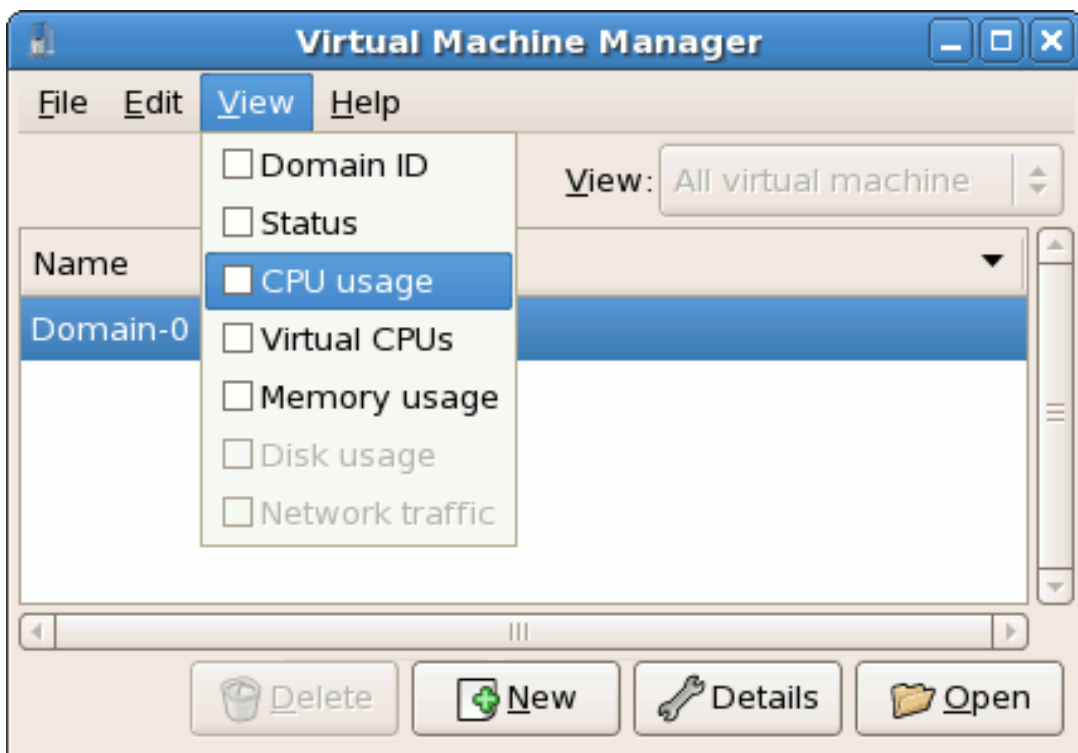 Virtual Machine Manager
File Edit View Help
Domain ID
View: All virtual machine
Status
Name
CPU usage
Domain-0
Virtual CPUs
Memory usage
Disk usage
Network traffic
Delete New Details Open